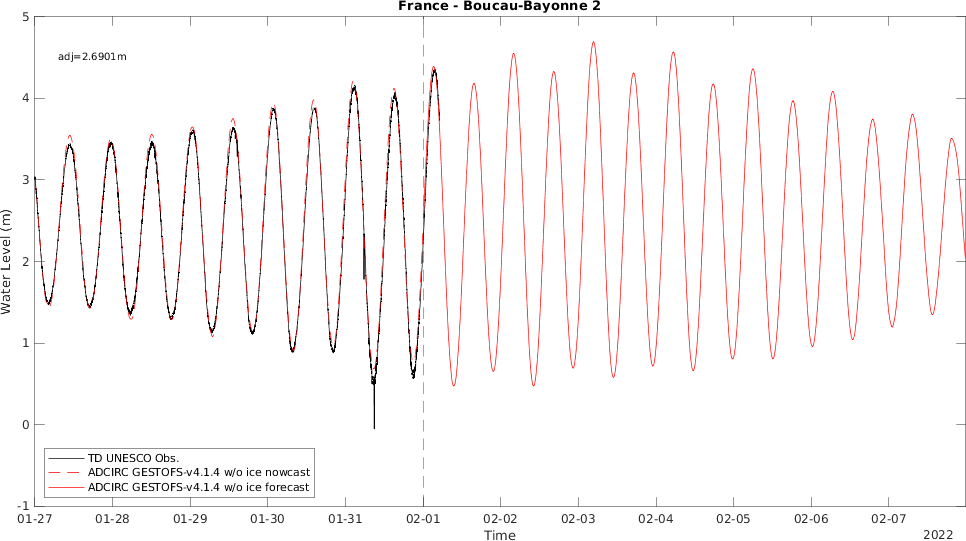 France - Boucau-Bayonne 2
adj=2.6901m
5
4
3
2
1
0
-1
Water Level (m)
TD UNESCO Obs.
ADCIRC GESTOFS-v4.1.4 w/o ice nowcast
ADCIRC GESTOFS-v4.1.4 w/o ice forecast
01-27 01-28 01-29 01-30 01-31 02-01 02-02 02-03 02-04 02-05 02-06 02-07
Time
2022